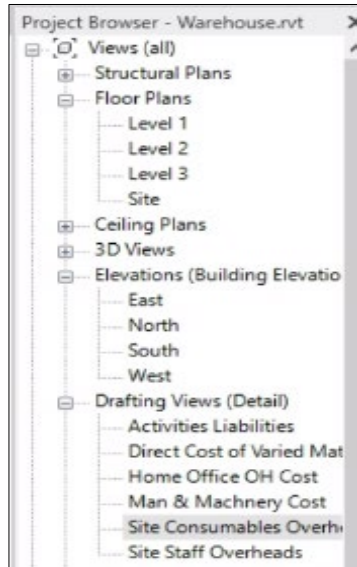 Project Browser - Warehouse.rvt
Views (all)
Structural Plans
Floor Plans
Level 1
Level 2
Level 3
Site
Ceiling Plans
3D Views
Elevations (Building Elevatio
East
North
South
West
Drafting Views (Detail)
Activities Liabilities
Direct Cost of Varied Mat
Home Office OH Cost
Man & Machnery Cost
Site Consumables Overh
Site Staff Overheads